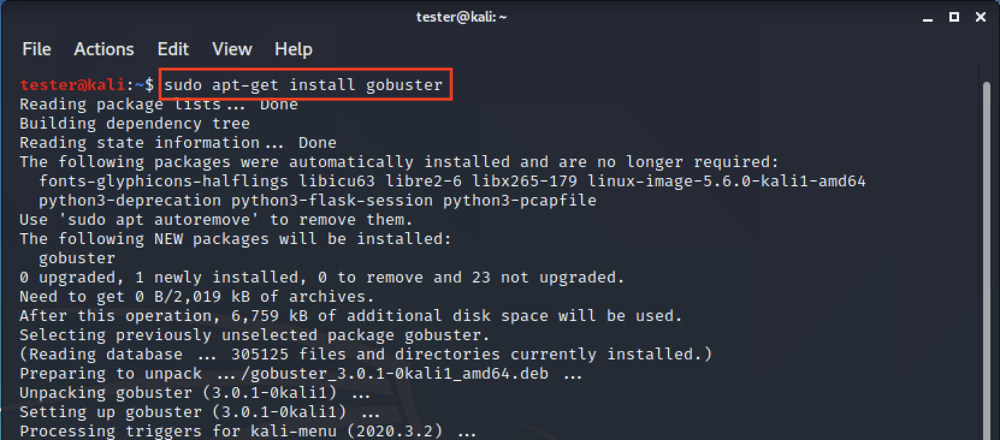 tester@kali: ~
File Actions Edit View Help
tester@kali:~$ sudo apt-get install gobuster
Reading package lists... Done
Building dependency tree
Reading state information... Done
The following packages were automatically installed and are no longer required:
  fonts-glyphicons-halflings libicu63 libre2-6 libx265-179 linux-image-5.6.0-kali1-amd64
  python3-deprecation python3-flask-session python3-pcapfile
Use 'sudo apt autoremove' to remove them.
The following NEW packages will be installed:
  gobuster
0 upgraded, 1 newly installed, 0 to remove and 23 not upgraded.
Need to get 0 B/2,019 kB of archives.
After this operation, 6,759 kB of additional disk space will be used.
Selecting previously unselected package gobuster.
(Reading database ... 305125 files and directories currently installed.)
Preparing to unpack .../gobuster_3.0.1-0kali1_amd64.deb ...
Unpacking gobuster (3.0.1-0kali1) ...
Setting up gobuster (3.0.1-0kali1) ...
Processing triggers for kali-menu (2020.3.2) ...